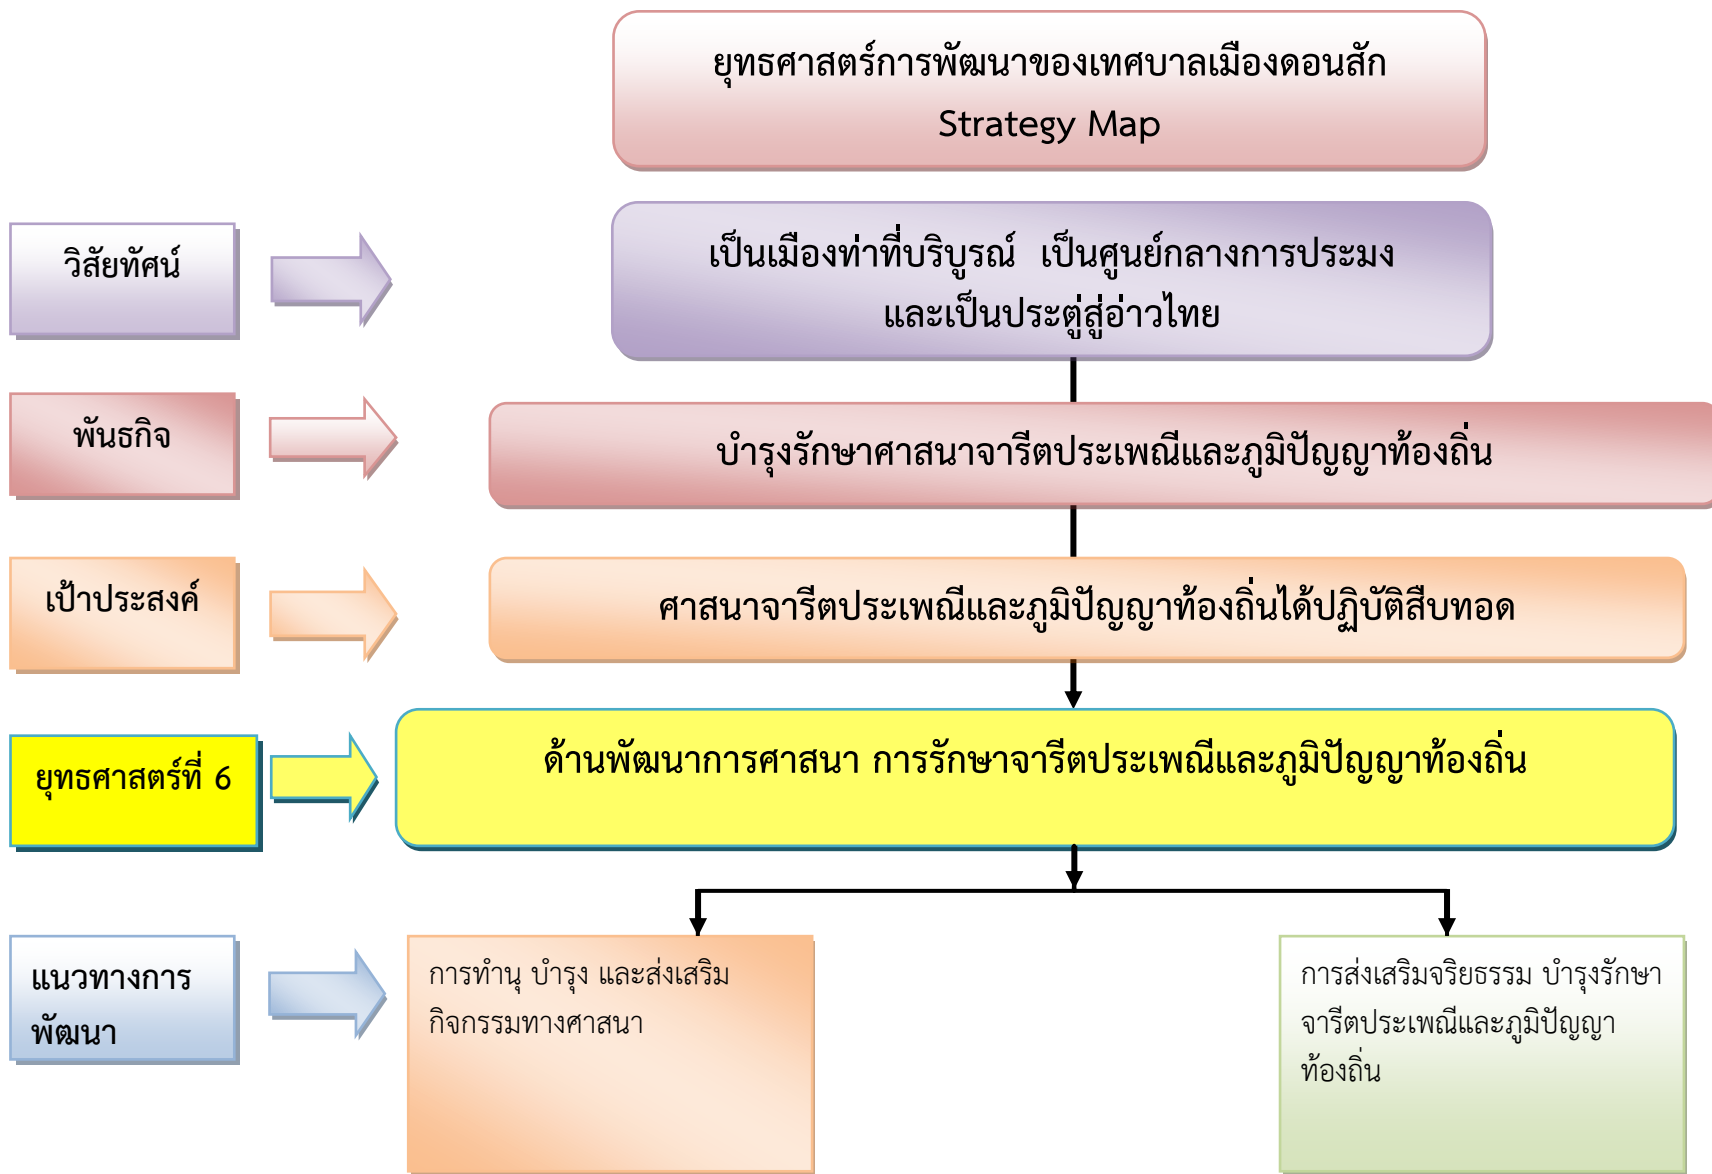 ยุทธศาสตร์การพัฒนาของเทศบาลเมืองดอนสัก
Strategy Map
วิสัยทัศน์
เป็นเมืองท่าที่บริบูรณ์ เป็นศูนย์กลางการประมง
และเป็นประตูสู่อ่าวไทย
พันธกิจ
บำรุงรักษาศาสนาจารีตประเพณีและภูมิปัญญาท้องถิ่น
เป้าประสงค์
ศาสนาจารีตประเพณีและภูมิปัญญาท้องถิ่นได้ปฏิบัติสืบทอด
ยุทธศาสตร์ที่ 6
ด้านพัฒนาการศาสนา การรักษาจารีตประเพณีและภูมิปัญญาท้องถิ่น
แนวทางการ
พัฒนา
การทำนุ บำรุง และส่งเสริม
กิจกรรมทางศาสนา
การส่งเสริมจริยธรรม บำรุงรักษา
จารีตประเพณีและภูมิปัญญา
ท้องถิ่น